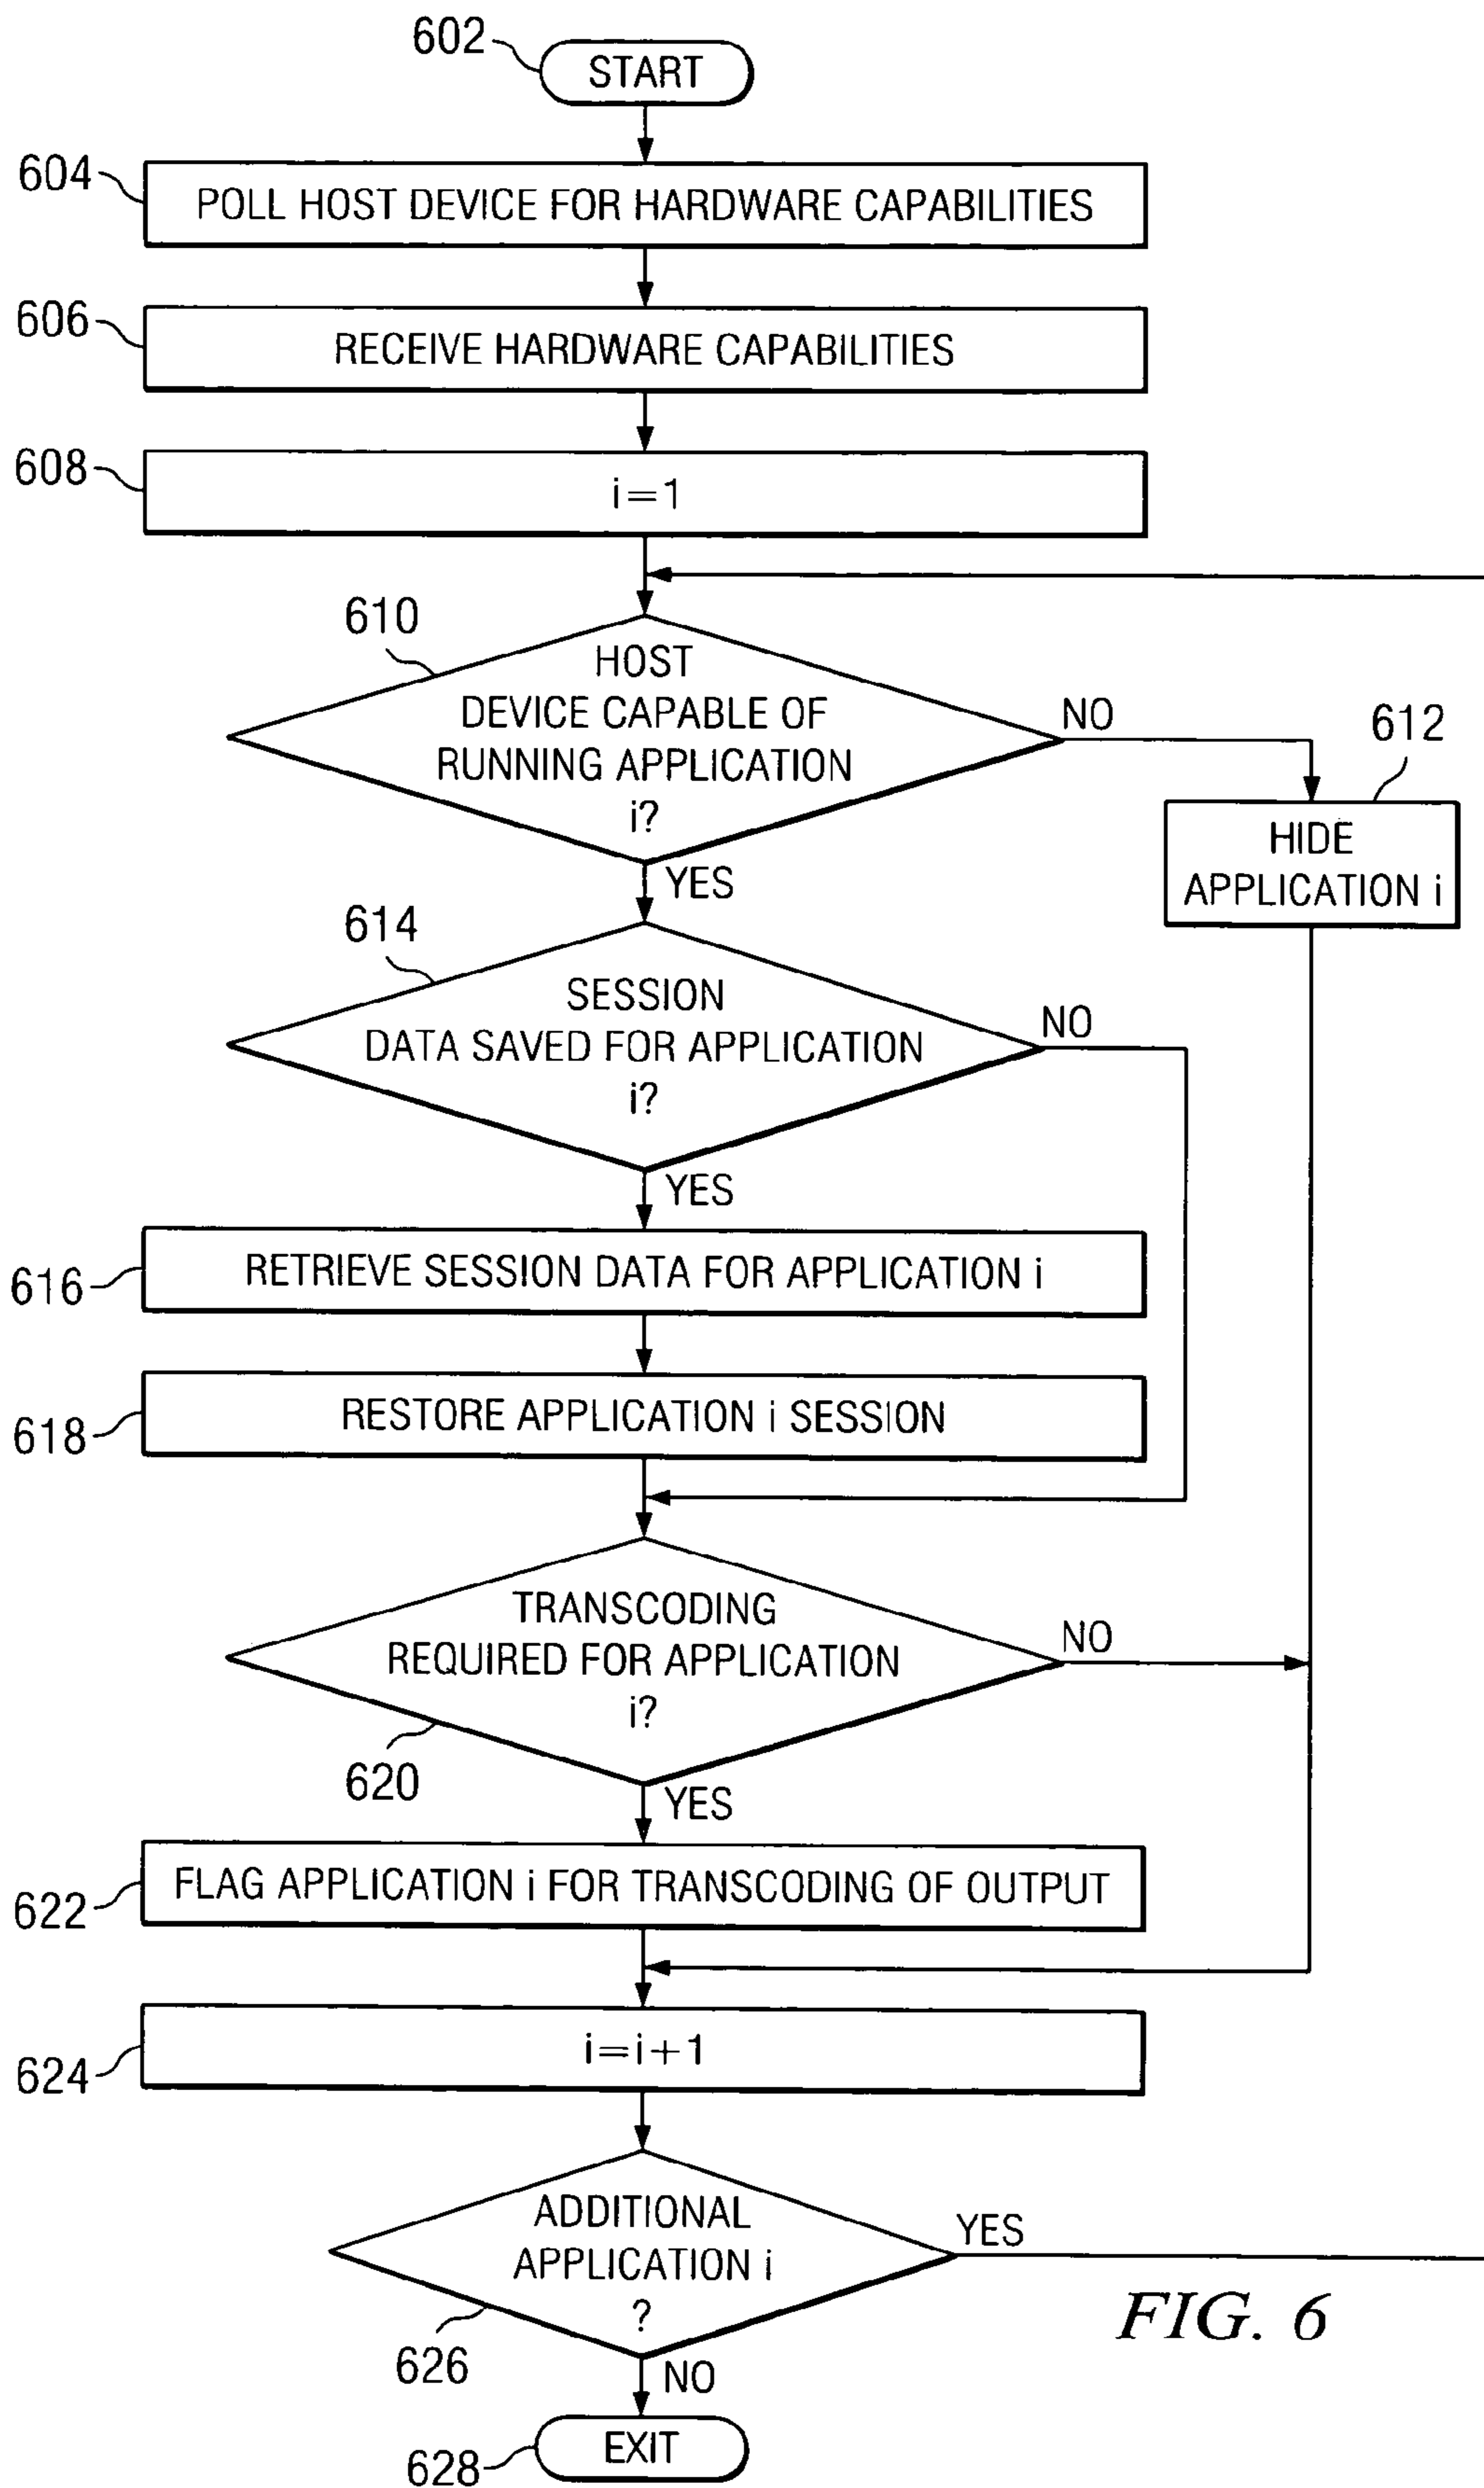 602
START
604
POLL HOST DEVICE FOR HARDWARE CAPABILITIES
606
RECEIVE HARDWARE CAPABILITIES
608
i=1
610
HOST
DEVICE CAPABLE OF
RUNNING APPLICATION
i?
NO
612
HIDE
APPLICATION i
YES
614
SESSION
DATA SAVED FOR APPLICATION
i?
NO
YES
616
RETRIEVE SESSION DATA FOR APPLICATION i
618
RESTORE APPLICATION i SESSION
TRANSCODING
REQUIRED FOR APPLICATION
i?
NO
620
YES
622
FLAG APPLICATION i FOR TRANSCODING OF OUTPUT
624
i=i+1
ADDITIONAL
APPLICATION i
?
YES
626
NO
628
EXIT
FIG. 6